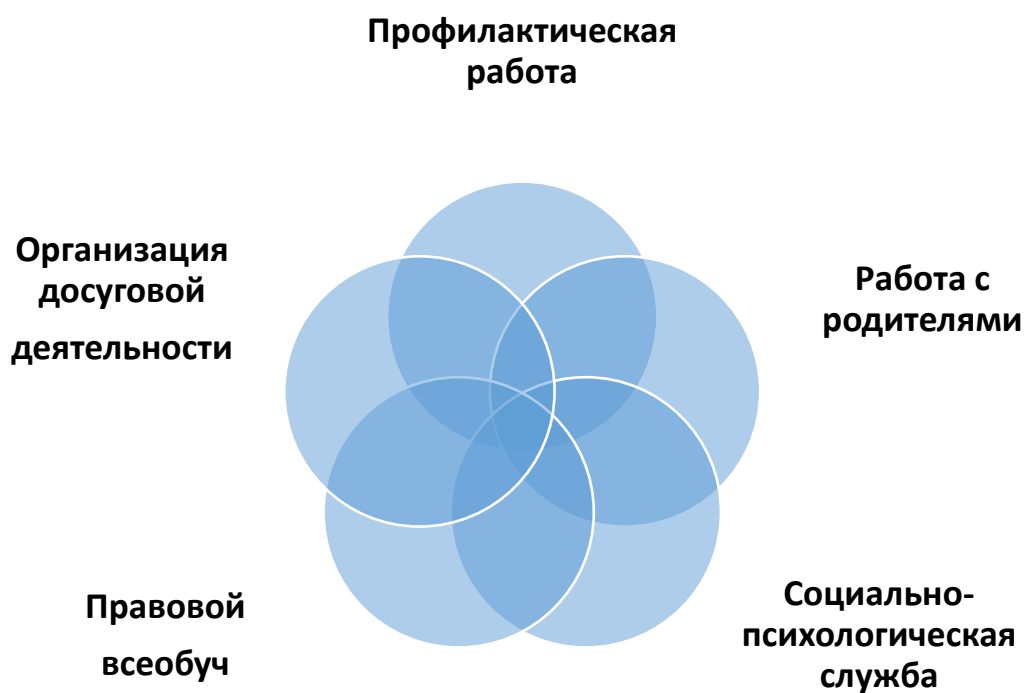 Профилактическая
работа
Организация
досуговой
деятельности
Работа с
родителями
Правовой
всеобуч
Социально-
психологическая
служба